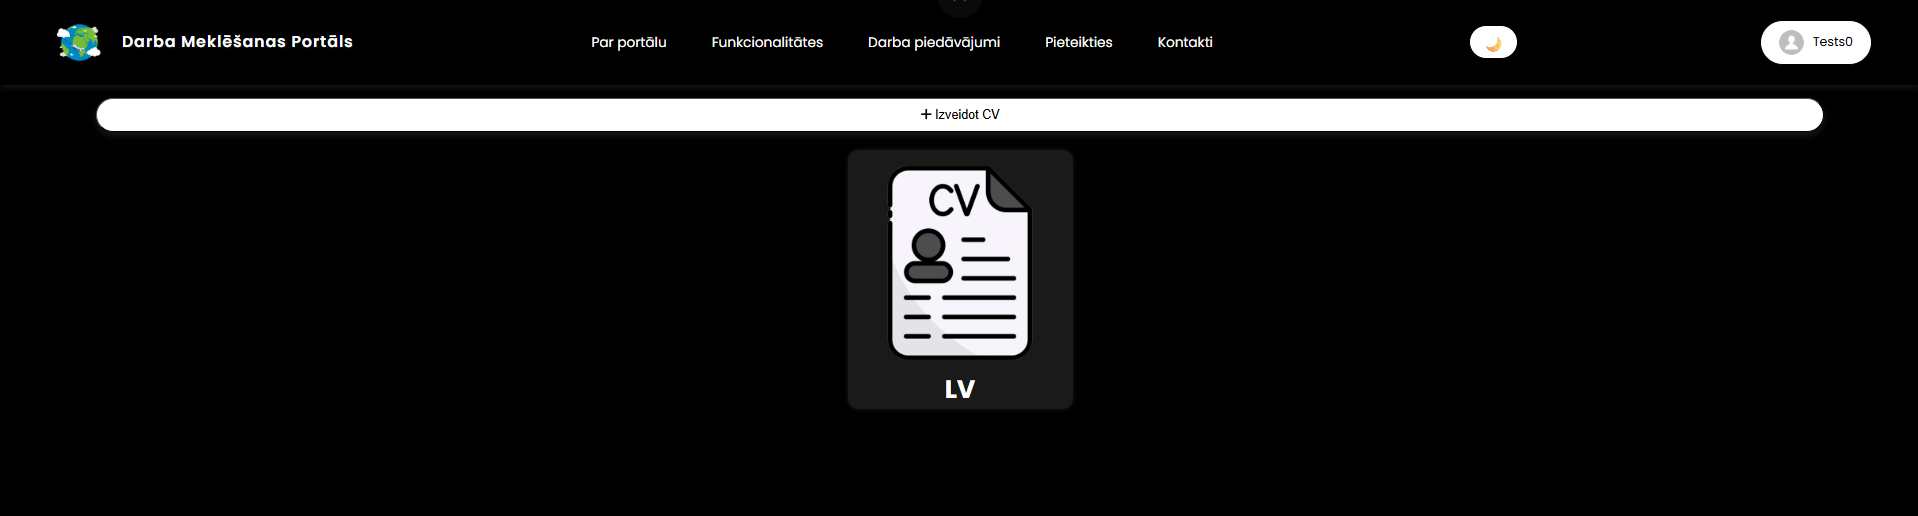 Darba Meklēšanas Portāls
Par portālu
Funkcionalitātes
Darba piedāvājumi
Pieteikties
Kontakti
Tests0
+ Izveidot CV
CV
LV